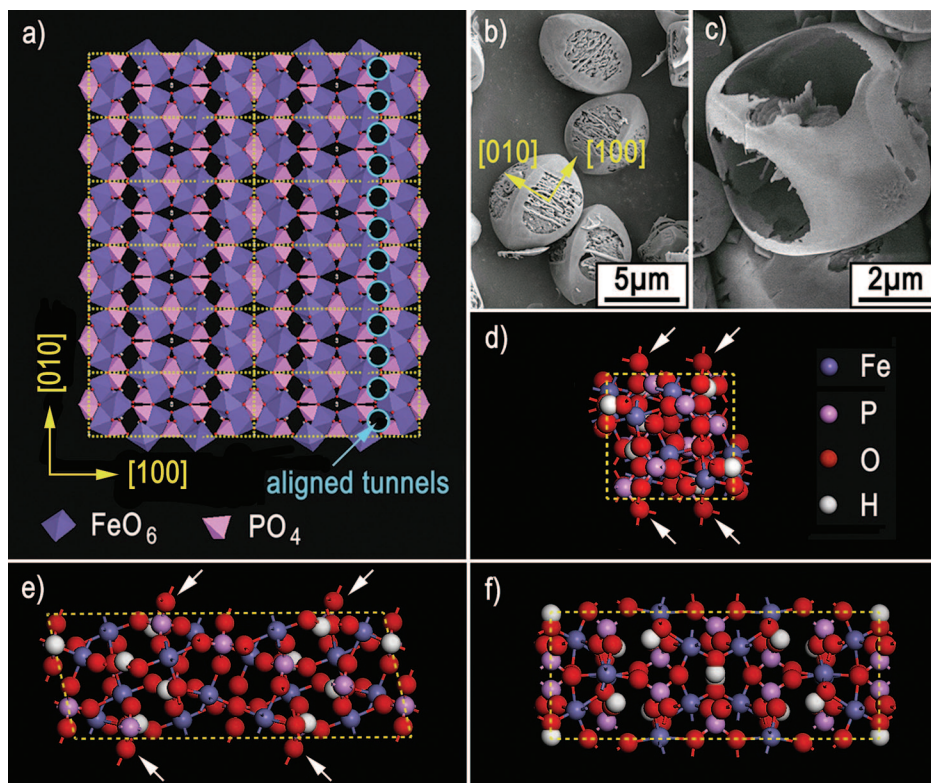 a)
[010]
[100]
aligned tunnels
FeO6
PO4
b)
[010]
[100]
5μm
c)
2μm
d)
Fe
P
O
H
e)
f)